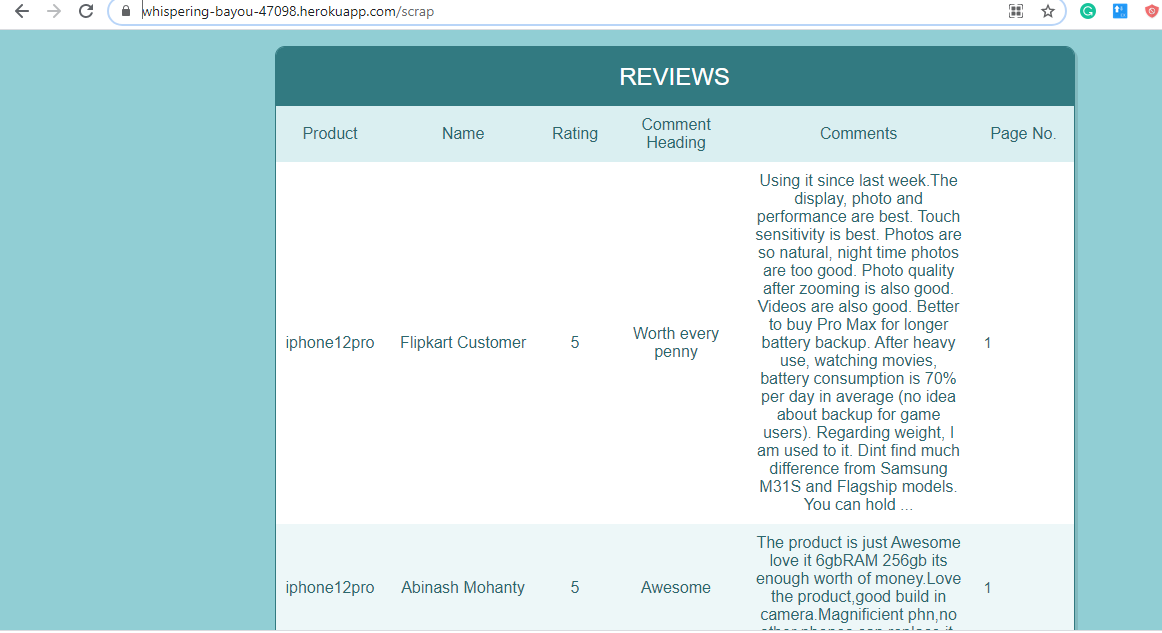 whispering-bayou-47098.herokuapp.com/scrap
REVIEWS
Product Name Rating Comment Heading Comments Page No.
iphone12pro
Flipkart Customer
5
Worth every
penny
Using it since last week.The
display, photo and
performance are best. Touch
sensitivity is best. Photos are
so natural, night time photos
are too good. Photo quality
after zooming is also good.
Videos are also good. Better
to buy Pro Max for longer
battery backup. After heavy
use, watching movies,
battery consumption is 70%
per day in average (no idea
about backup for game
users). Regarding weight, I
am used to it. Dint find much
difference from Samsung
M31S and Flagship models.
You can hold ...
1
iphone12pro
Abinash Mohanty
5
Awesome
The product is just Awesome
love it 6gbRAM 256gb its
enough worth of money.Love
the product,good build in
camera.Magnificient phn,no
1